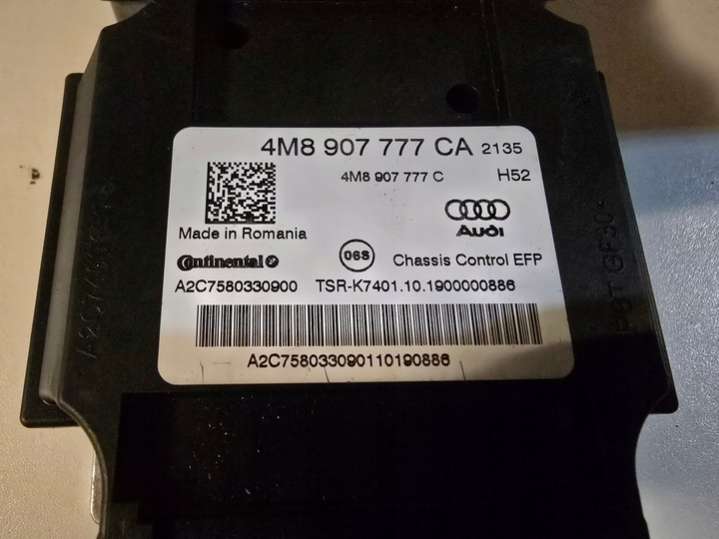 4M8 907 777 CA 2135
4M8 907 777 C H52
Made in Romania
Audi
Continental
06S
Chassis Control EFP
A2C7580330900 TSR-K7401.10.1900000886
A2C758033090110190886